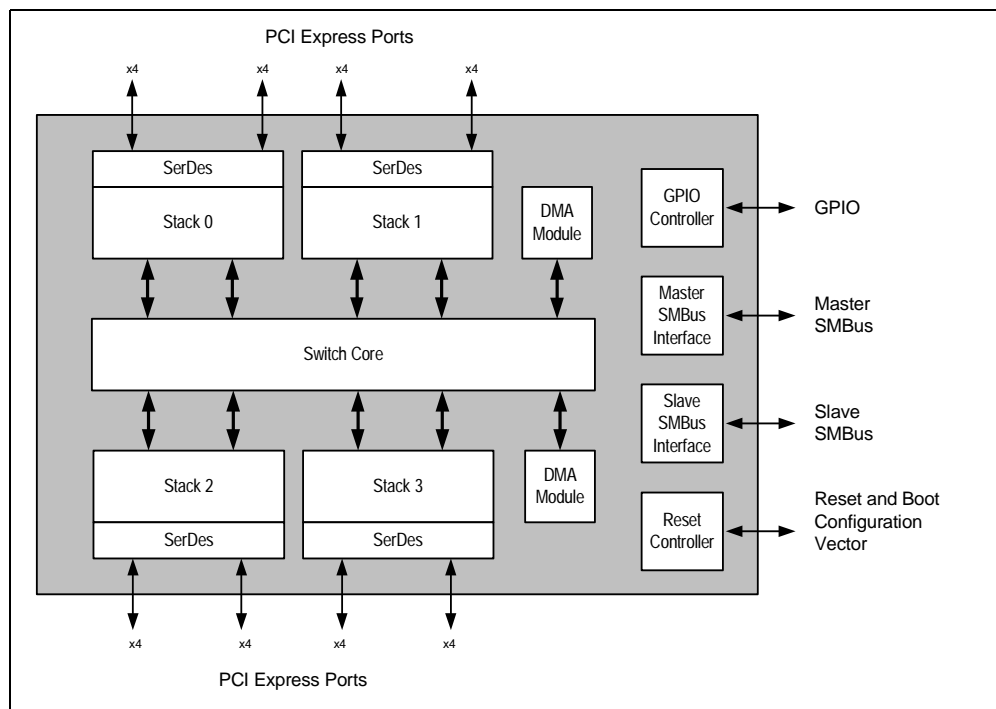 PCI Express Ports
x4
x4
x4
x4
SerDes
SerDes
Stack 0
Stack 1
DMA
Module
GPIO
Controller
GPIO
Master
SMBus
Interface
Master
SMBus
Switch Core
Slave
SMBus
Interface
Slave
SMBus
Stack 2
Stack 3
DMA
Module
SerDes
SerDes
Reset
Controller
Reset and Boot
Configuration
Vector
x4
x4
x4
x4
PCI Express Ports